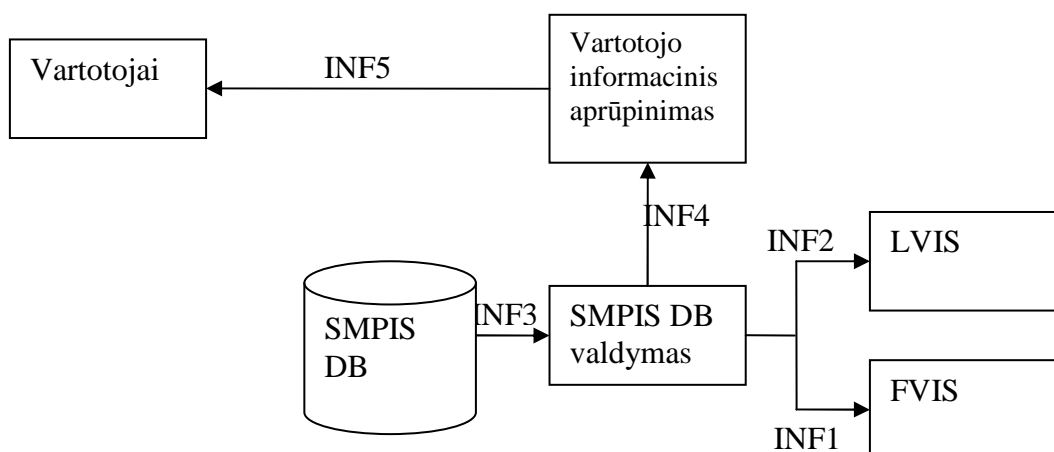 Vartotojai
INF5
Vartotojo
informacinis
aprūpinimas
INF4
INF2
LVIS
SMPIS
DB
INF3
SMPIS DB
valdymas
FVIS
INF1